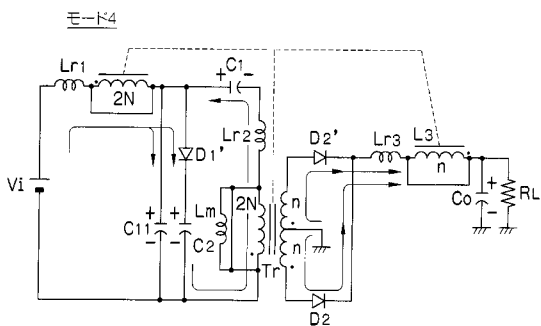 モード4
Lr1
2N
C1
+ -
Lr2
D1'
Vi
C11
+
-
+
-
C2
Lm
2N
Tr
n
n
D2'
D2
Lr3
L3
n
Co
+
-
RL